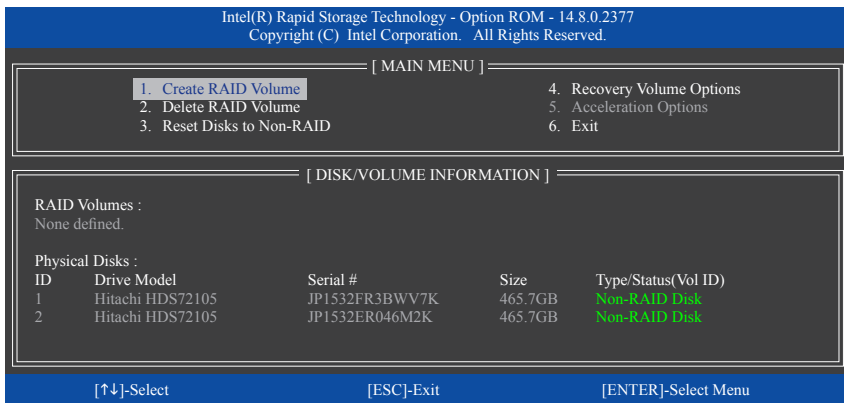 Intel(R) Rapid Storage Technology - Option ROM - 14.8.0.2377
Copyright (C) Intel Corporation. All Rights Reserved.
[ MAIN MENU ]
1. Create RAID Volume
2. Delete RAID Volume
3. Reset Disks to Non-RAID
4. Recovery Volume Options
5. Acceleration Options
6. Exit
[ DISK/VOLUME INFORMATION ]
RAID Volumes :
None defined.
Physical Disks :
ID Drive Model Serial # Size Type/Status(Vol ID)
1 Hitachi HDS72105 JP1532FR3BWV7K 465.7GB Non-RAID Disk
2 Hitachi HDS72105 JP1532ER046M2K 465.7GB Non-RAID Disk
[↑↓]-Select [ESC]-Exit [ENTER]-Select Menu